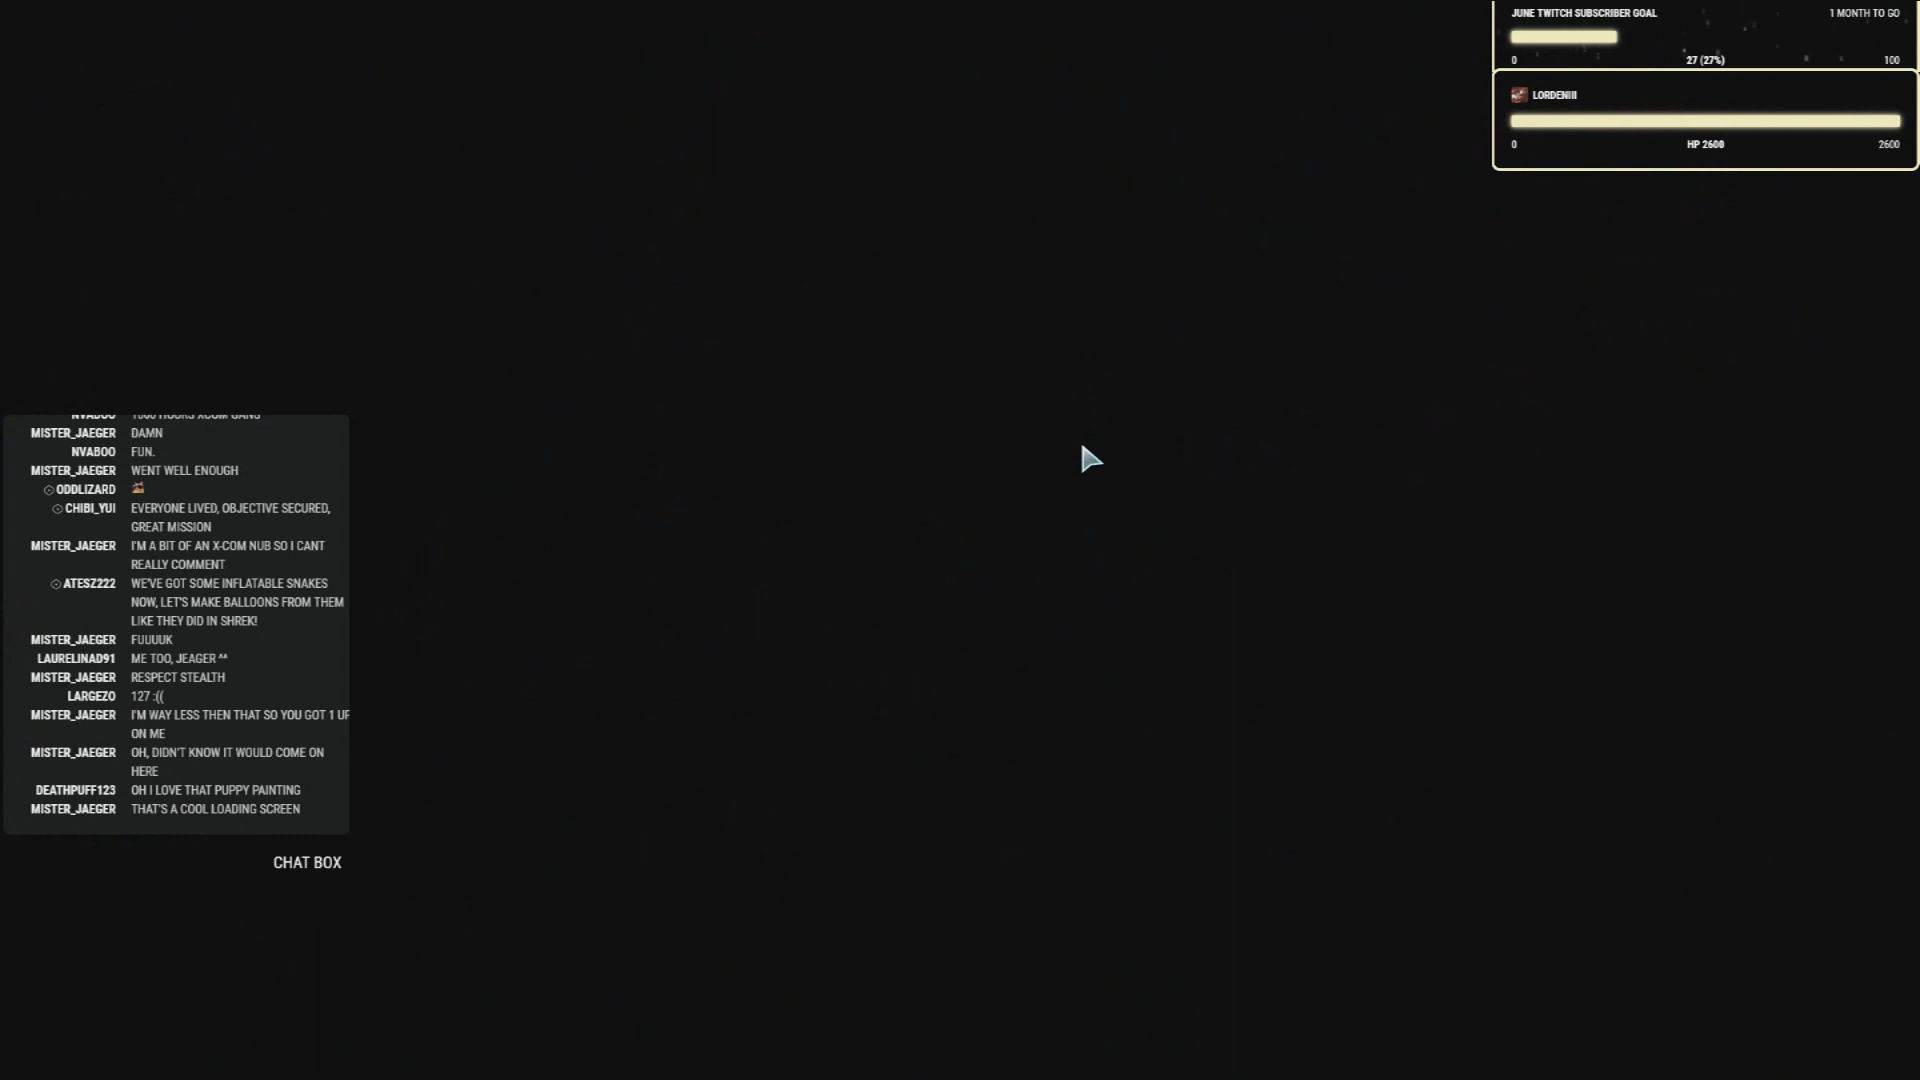 JUNE TWITCH SUBSCRIBER GOAL 1 MONTH TO GO
0 27 (27%) 100
LORDENIII
0 HP 2600 2600
NVABOO 1000 HOURS XCOM GANG
MISTER_JAEGER DAMN
NVABOO FUN.
MISTER_JAEGER WENT WELL ENOUGH
ODDLIZARD
CHIBI_YUI EVERYONE LIVED, OBJECTIVE SECURED,
GREAT MISSION
MISTER_JAEGER I'M A BIT OF AN X-COM NUB SO I CANT
REALLY COMMENT
ATESZ222 WE'VE GOT SOME INFLATABLE SNAKES
NOW, LET'S MAKE BALLOONS FROM THEM
LIKE THEY DID IN SHREK!
MISTER_JAEGER FUUUUK
LAURELINAD91 ME TOO, JEAGER ^^
MISTER_JAEGER RESPECT STEALTH
LARGEZO 127 :((
MISTER_JAEGER I'M WAY LESS THEN THAT SO YOU GOT 1 UP
ON ME
MISTER_JAEGER OH, DIDN'T KNOW IT WOULD COME ON
HERE
DEATHPUFF123 OH I LOVE THAT PUPPY PAINTING
MISTER_JAEGER THAT'S A COOL LOADING SCREEN
CHAT BOX